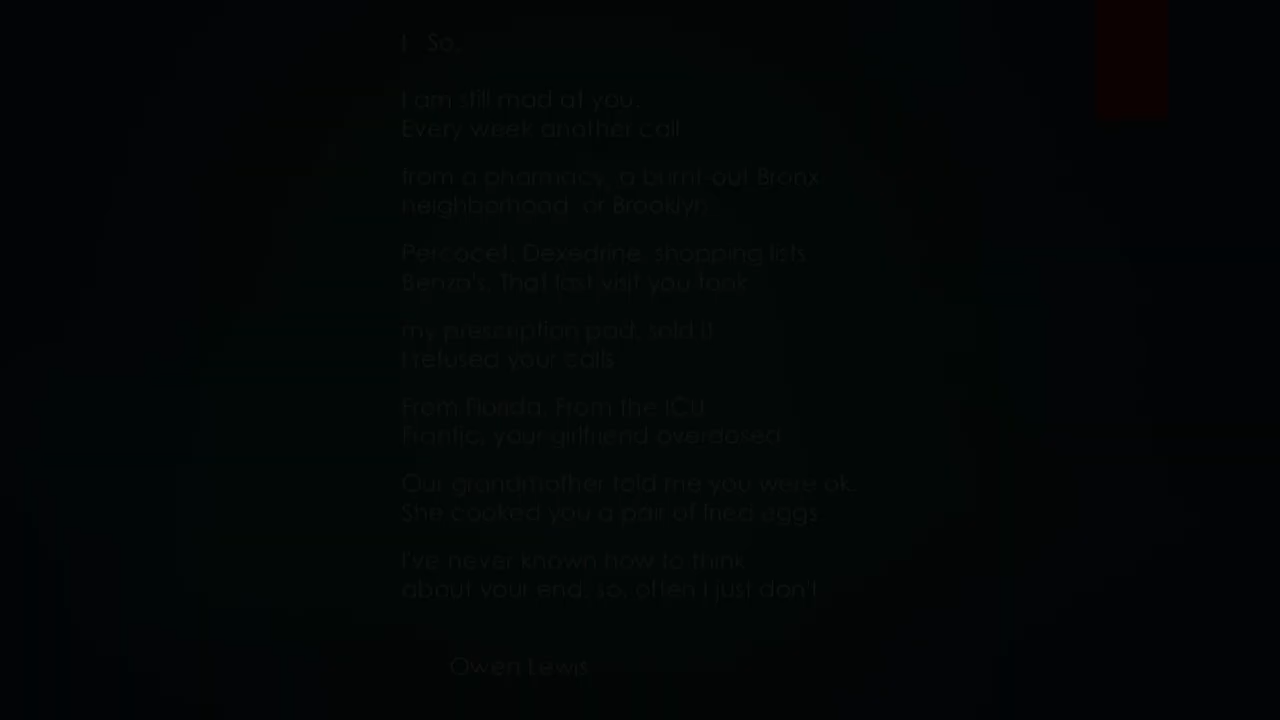 I   So,
I am still mad at you.
Every week another call
from a pharmacy, a burnt-out Bronx
neighborhood or Brooklyn
Percocet, Dexedrine, shopping lists
Benzo's. That last visit you took
my prescription pad, sold it
I refused your calls
From Florida. From the ICU
Frantic, your girlfriend overdosed
Our grandmother told me you were ok.
She cooked you a pair of fried eggs
I've never known how to think
about your end, so, often I just don't
Owen Lewis